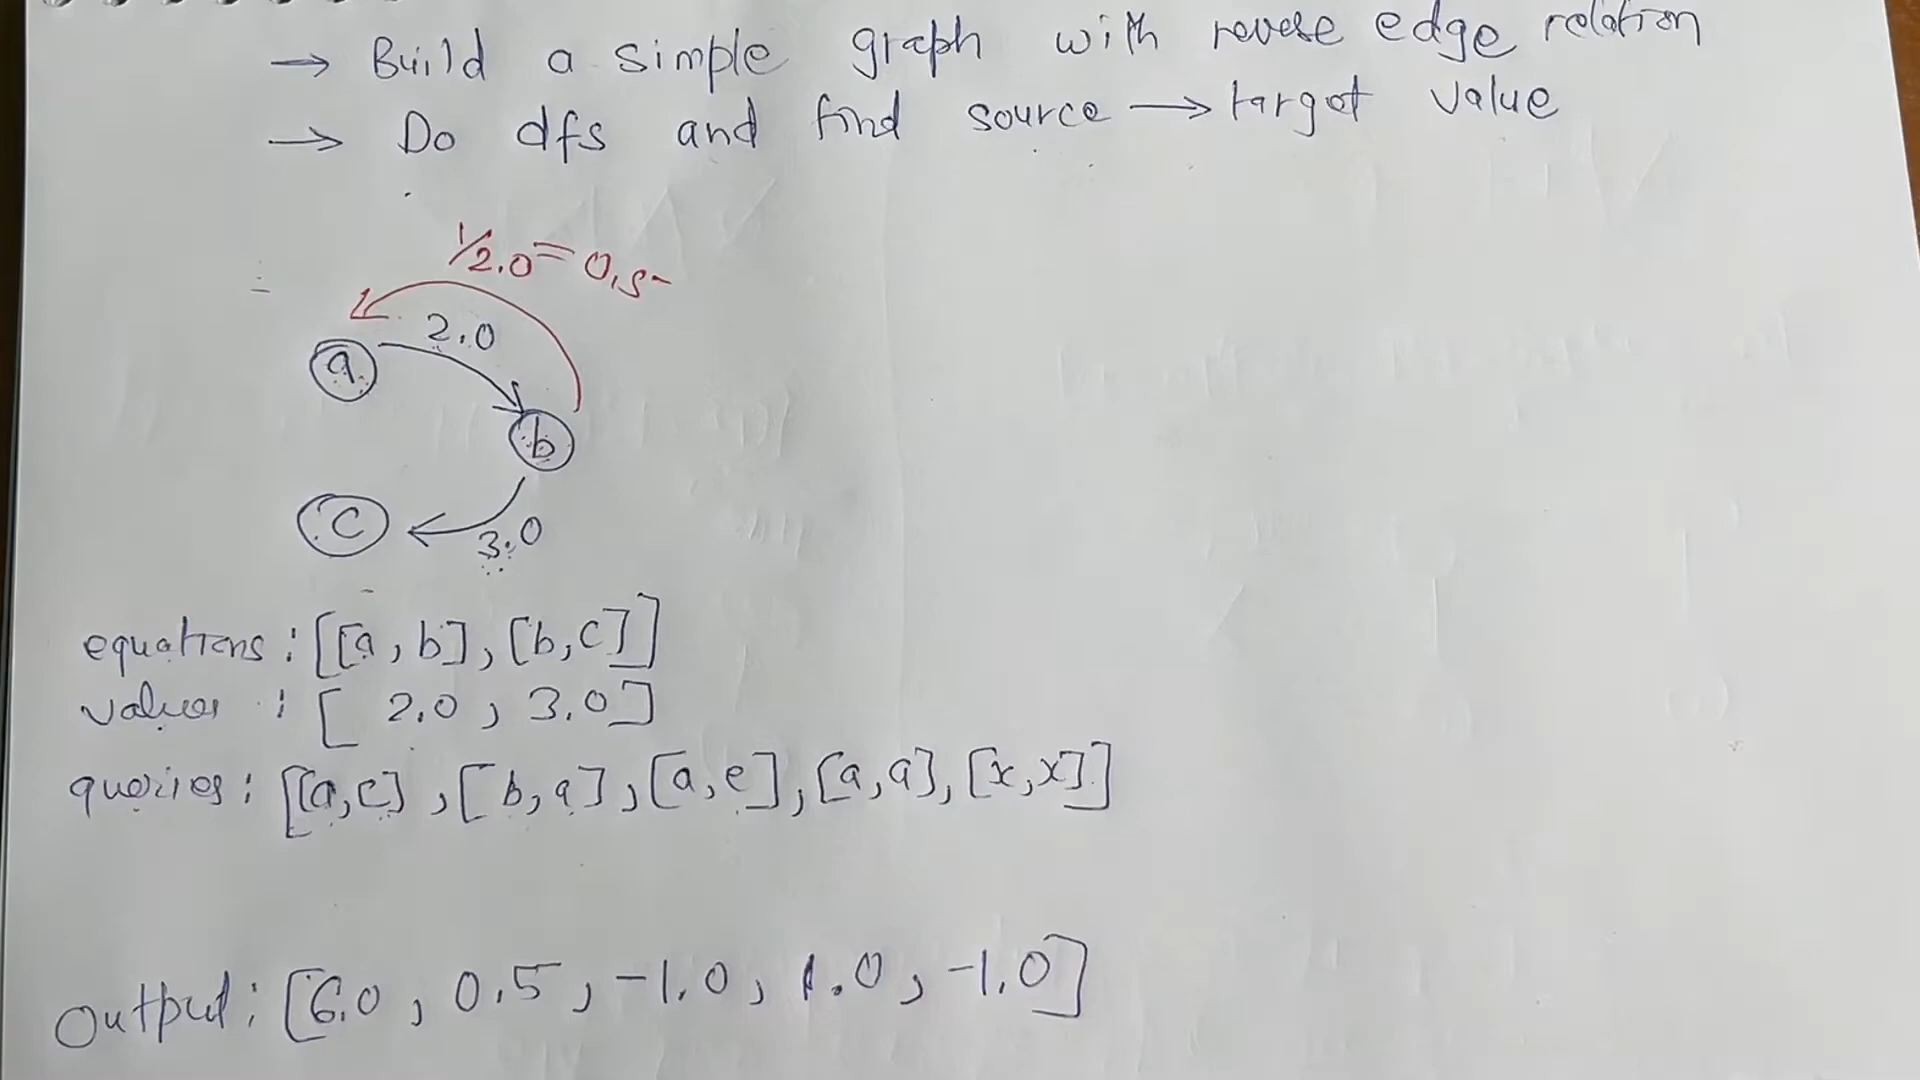 → Build a simple graph with revese edge relation
→ Do dfs and find source → target value
1/2.0 = 0.5
2.0
a
b
c
3.0
equations : [[a, b], [b, c]]
values : [ 2.0 , 3.0 ]
queries : [[a, c] , [b, a] , [a, e] , [a, a], [x, x]]
Output : [6.0 , 0.5 , -1.0 , 1.0 , -1.0]